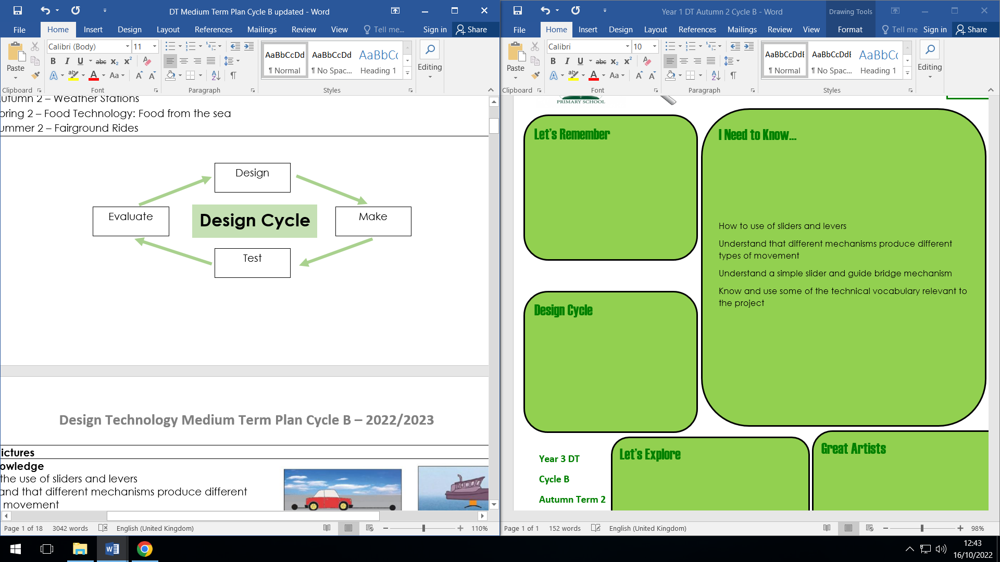 DT Medium Term Plan Cycle B updated - Word
File Home Insert Design Layout References Mailings Review View Tell me... Sign in Share
Calibri (Body) 11
Paste
B I U abc x₂ x²
A aby A Aa A A
AaBbCcDd AaBbCcDd AaBbCc
¶ Normal ¶ No Spac... Heading 1
Editing
Clipboard Font Paragraph Styles
utumn 2 – Weather Stations
oring 2 – Food Technology: Food from the sea
ummer 2 – Fairground Rides
Design
Evaluate
Design Cycle
Make
Test
Design Technology Medium Term Plan Cycle B – 2022/2023
ictures
owledge
the use of sliders and levers
and that different mechanisms produce different
movement
Page 1 of 18 3042 words English (United Kingdom) 110%
Year 1 DT Autumn 2 Cycle B - Word
Drawing Tools
File Home Insert Design Layout References Mailings Review View Format Tell me Sign in Share
Calibri 10
Paste
B I U abc x₂ x²
A aby A Aa A A
AaBbCcDdE AaBbCcDdE AaBbCc
¶ Normal ¶ No Spac... Heading 1
Editing
Clipboard Font Paragraph Styles
PRIMARY SCHOOL
Let's Remember
I Need to Know...
How to use of sliders and levers
Understand that different mechanisms produce different
types of movement
Understand a simple slider and guide bridge mechanism
Know and use some of the technical vocabulary relevant to
the project
Design Cycle
Year 3 DT
Cycle B
Autumn Term 2
Let's Explore
Great Artists
Page 1 of 1 152 words English (United Kingdom) 98%
12:43
16/10/2022